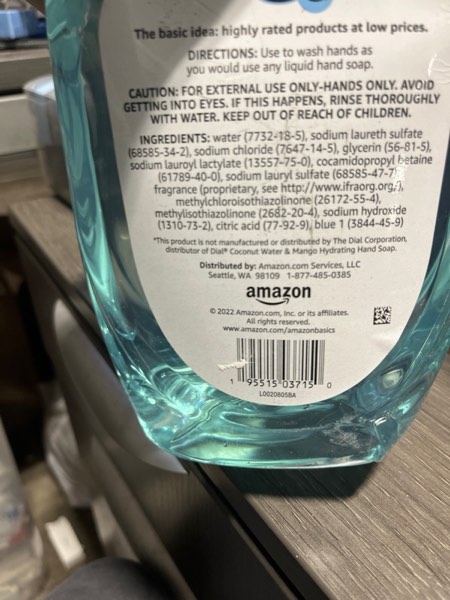 The basic idea: highly rated products at low prices.
DIRECTIONS: Use to wash hands as
you would use any liquid hand soap.
CAUTION: FOR EXTERNAL USE ONLY-HANDS ONLY. AVOID
GETTING INTO EYES. IF THIS HAPPENS, RINSE THOROUGHLY
WITH WATER. KEEP OUT OF REACH OF CHILDREN.
INGREDIENTS: water (7732-18-5), sodium laureth sulfate
(68585-34-2), sodium chloride (7647-14-5), glycerin (56-81-5),
sodium lauroyl lactylate (13557-75-0), cocamidopropyl betaine
(61789-40-0), sodium lauryl sulfate (68585-47-7),
fragrance (proprietary, see http://www.ifraorg.org/),
methylchloroisothiazolinone (26172-55-4),
methylisothiazolinone (2682-20-4), sodium hydroxide
(1310-73-2), citric acid (77-92-9), blue 1 (3844-45-9)
*This product is not manufactured or distributed by The Dial Corporation,
distributor of Dial® Coconut Water & Mango Hydrating Hand Soap.
Distributed by: Amazon.com Services, LLC
Seattle, WA 98109 1-877-485-0385
amazon
© 2022 Amazon.com, Inc. or its affiliates.
All rights reserved.
www.amazon.com/amazonbasics
1 95515 03715 0
L0020805BA